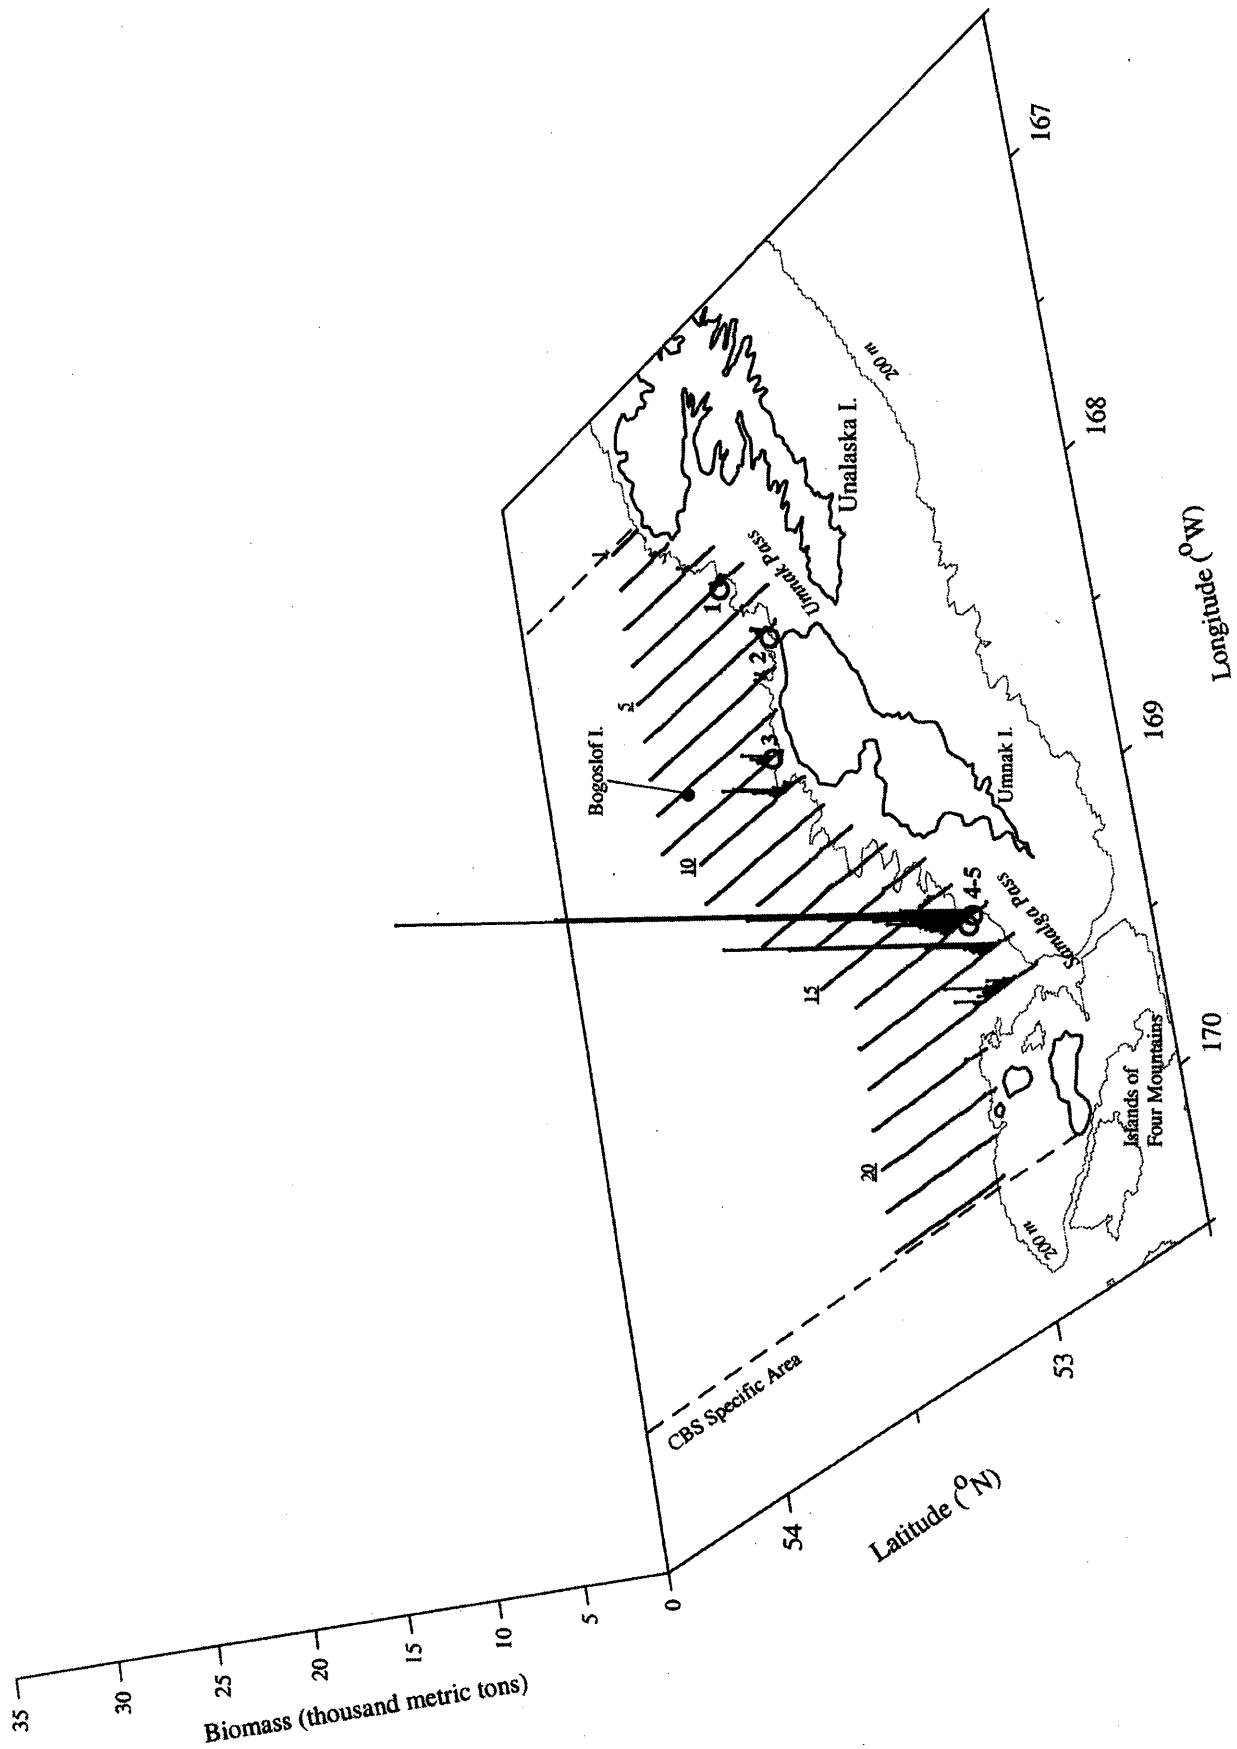 35
30
25
20
15
10
5
0
Biomass (thousand metric tons)
54
53
Latitude (°N)
167
168
169
170
Longitude (°W)
CBS Specific Area
Bogoslof I.
Unalaska I.
Umnak Pass
Umnak I.
Samalga Pass
Islands of
Four Mountains
200 m
200 m
1
5
10
15
20
1
2
3
4-5